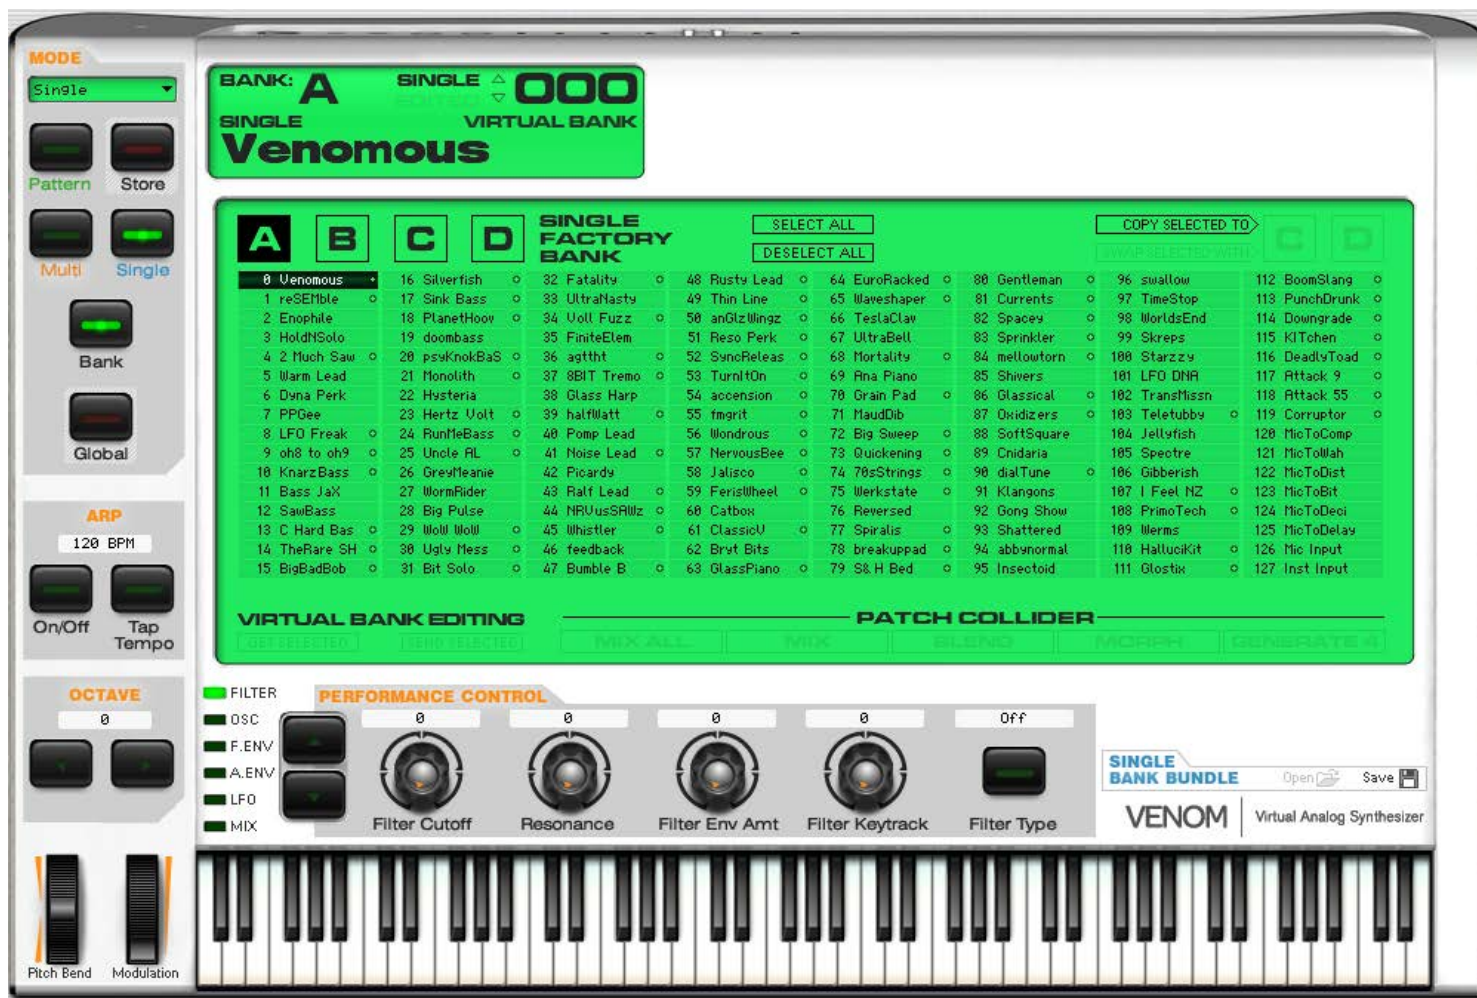 MODE
Single
Pattern Store
Multi Single
Bank
Global
ARP
120 BPM
On/Off Tap Tempo
OCTAVE
0
Pitch Bend Modulation
BANK: A SINGLE 000
EDITED
SINGLE VIRTUAL BANK
Venomous
A B C D SINGLE FACTORY BANK
SELECT ALL
DESELECT ALL
COPY SELECTED TO
SWAP SELECTED WITH
C D
0 Venomous 16 Silverfish 32 Fatality 48 Rusty Lead 64 EuroRacked 80 Gentleman 96 swallow 112 BoomSlang
1 reSEMble 17 Sink Bass 33 UltraNasty 49 Thin Line 65 Waveshaper 81 Currents 97 TimeStop 113 PunchDrunk
2 Enophile 18 PlanetHoov 34 Voll Fuzz 50 anGlzWingz 66 TeslaClav 82 Spacey 98 WorldsEnd 114 Downgrade
3 HoldNSolo 19 doombass 35 FiniteElem 51 Reso Perk 67 UltraBell 83 Sprinkler 99 Skreps 115 KITchen
4 2 Much Saw 20 psyKnokBaS 36 agttht 52 SyncReleas 68 Mortality 84 mellowtorn 100 Starzzy 116 DeadlyToad
5 Warm Lead 21 Monolith 37 8BIT Tremo 53 TurnItOn 69 Ana Piano 85 Shivers 101 LFO DNA 117 Attack 9
6 Dyna Perk 22 Hysteria 38 Glass Harp 54 accension 70 Grain Pad 86 Glassical 102 TransMissn 118 Attack 55
7 PPGee 23 Hertz Volt 39 halfWatt 55 fmgrit 71 MaudDib 87 Oxidizers 103 Teletubby 119 Corruptor
8 LFO Freak 24 RunMeBass 40 Pomp Lead 56 Wondrous 72 Big Sweep 88 SoftSquare 104 Jellyfish 120 MicToComp
9 oh8 to oh9 25 Uncle AL 41 Noise Lead 57 NervousBee 73 Quickening 89 Cnidaria 105 Spectre 121 MicToWah
10 KnarzBass 26 GreyMeanie 42 Picardy 58 Jalisco 74 70sStrings 90 dialTune 106 Gibberish 122 MicToDist
11 Bass JaX 27 WormRider 43 Ralf Lead 59 FerisWheel 75 Werkstate 91 Klangons 107 I Feel NZ 123 MicToBit
12 SawBass 28 Big Pulse 44 NRVusSAWz 60 Catbox 76 Reversed 92 Gong Show 108 PrimoTech 124 MicToDeci
13 C Hard Bas 29 WoW WoW 45 Whistler 61 ClassicV 77 Spiralis 93 Shattered 109 Werms 125 MicToDelay
14 TheRare SH 30 Ugly Mess 46 feedback 62 Bryt Bits 78 breakuppad 94 abbynormal 110 HalluciKit 126 Mic Input
15 BigBadBob 31 Bit Solo 47 Bumble B 63 GlassPiano 79 S& H Bed 95 Insectoid 111 Glostix 127 Inst Input
VIRTUAL BANK EDITING PATCH COLLIDER
GET SELECTED SEND SELECTED MIX ALL MIX BLEND MORPH GENERATE 4
FILTER
OSC
F.ENV
A.ENV
LFO
MIX
PERFORMANCE CONTROL
0 0 0 0 Off
Filter Cutoff Resonance Filter Env Amt Filter Keytrack Filter Type
SINGLE
BANK BUNDLE Open Save
VENOM Virtual Analog Synthesizer